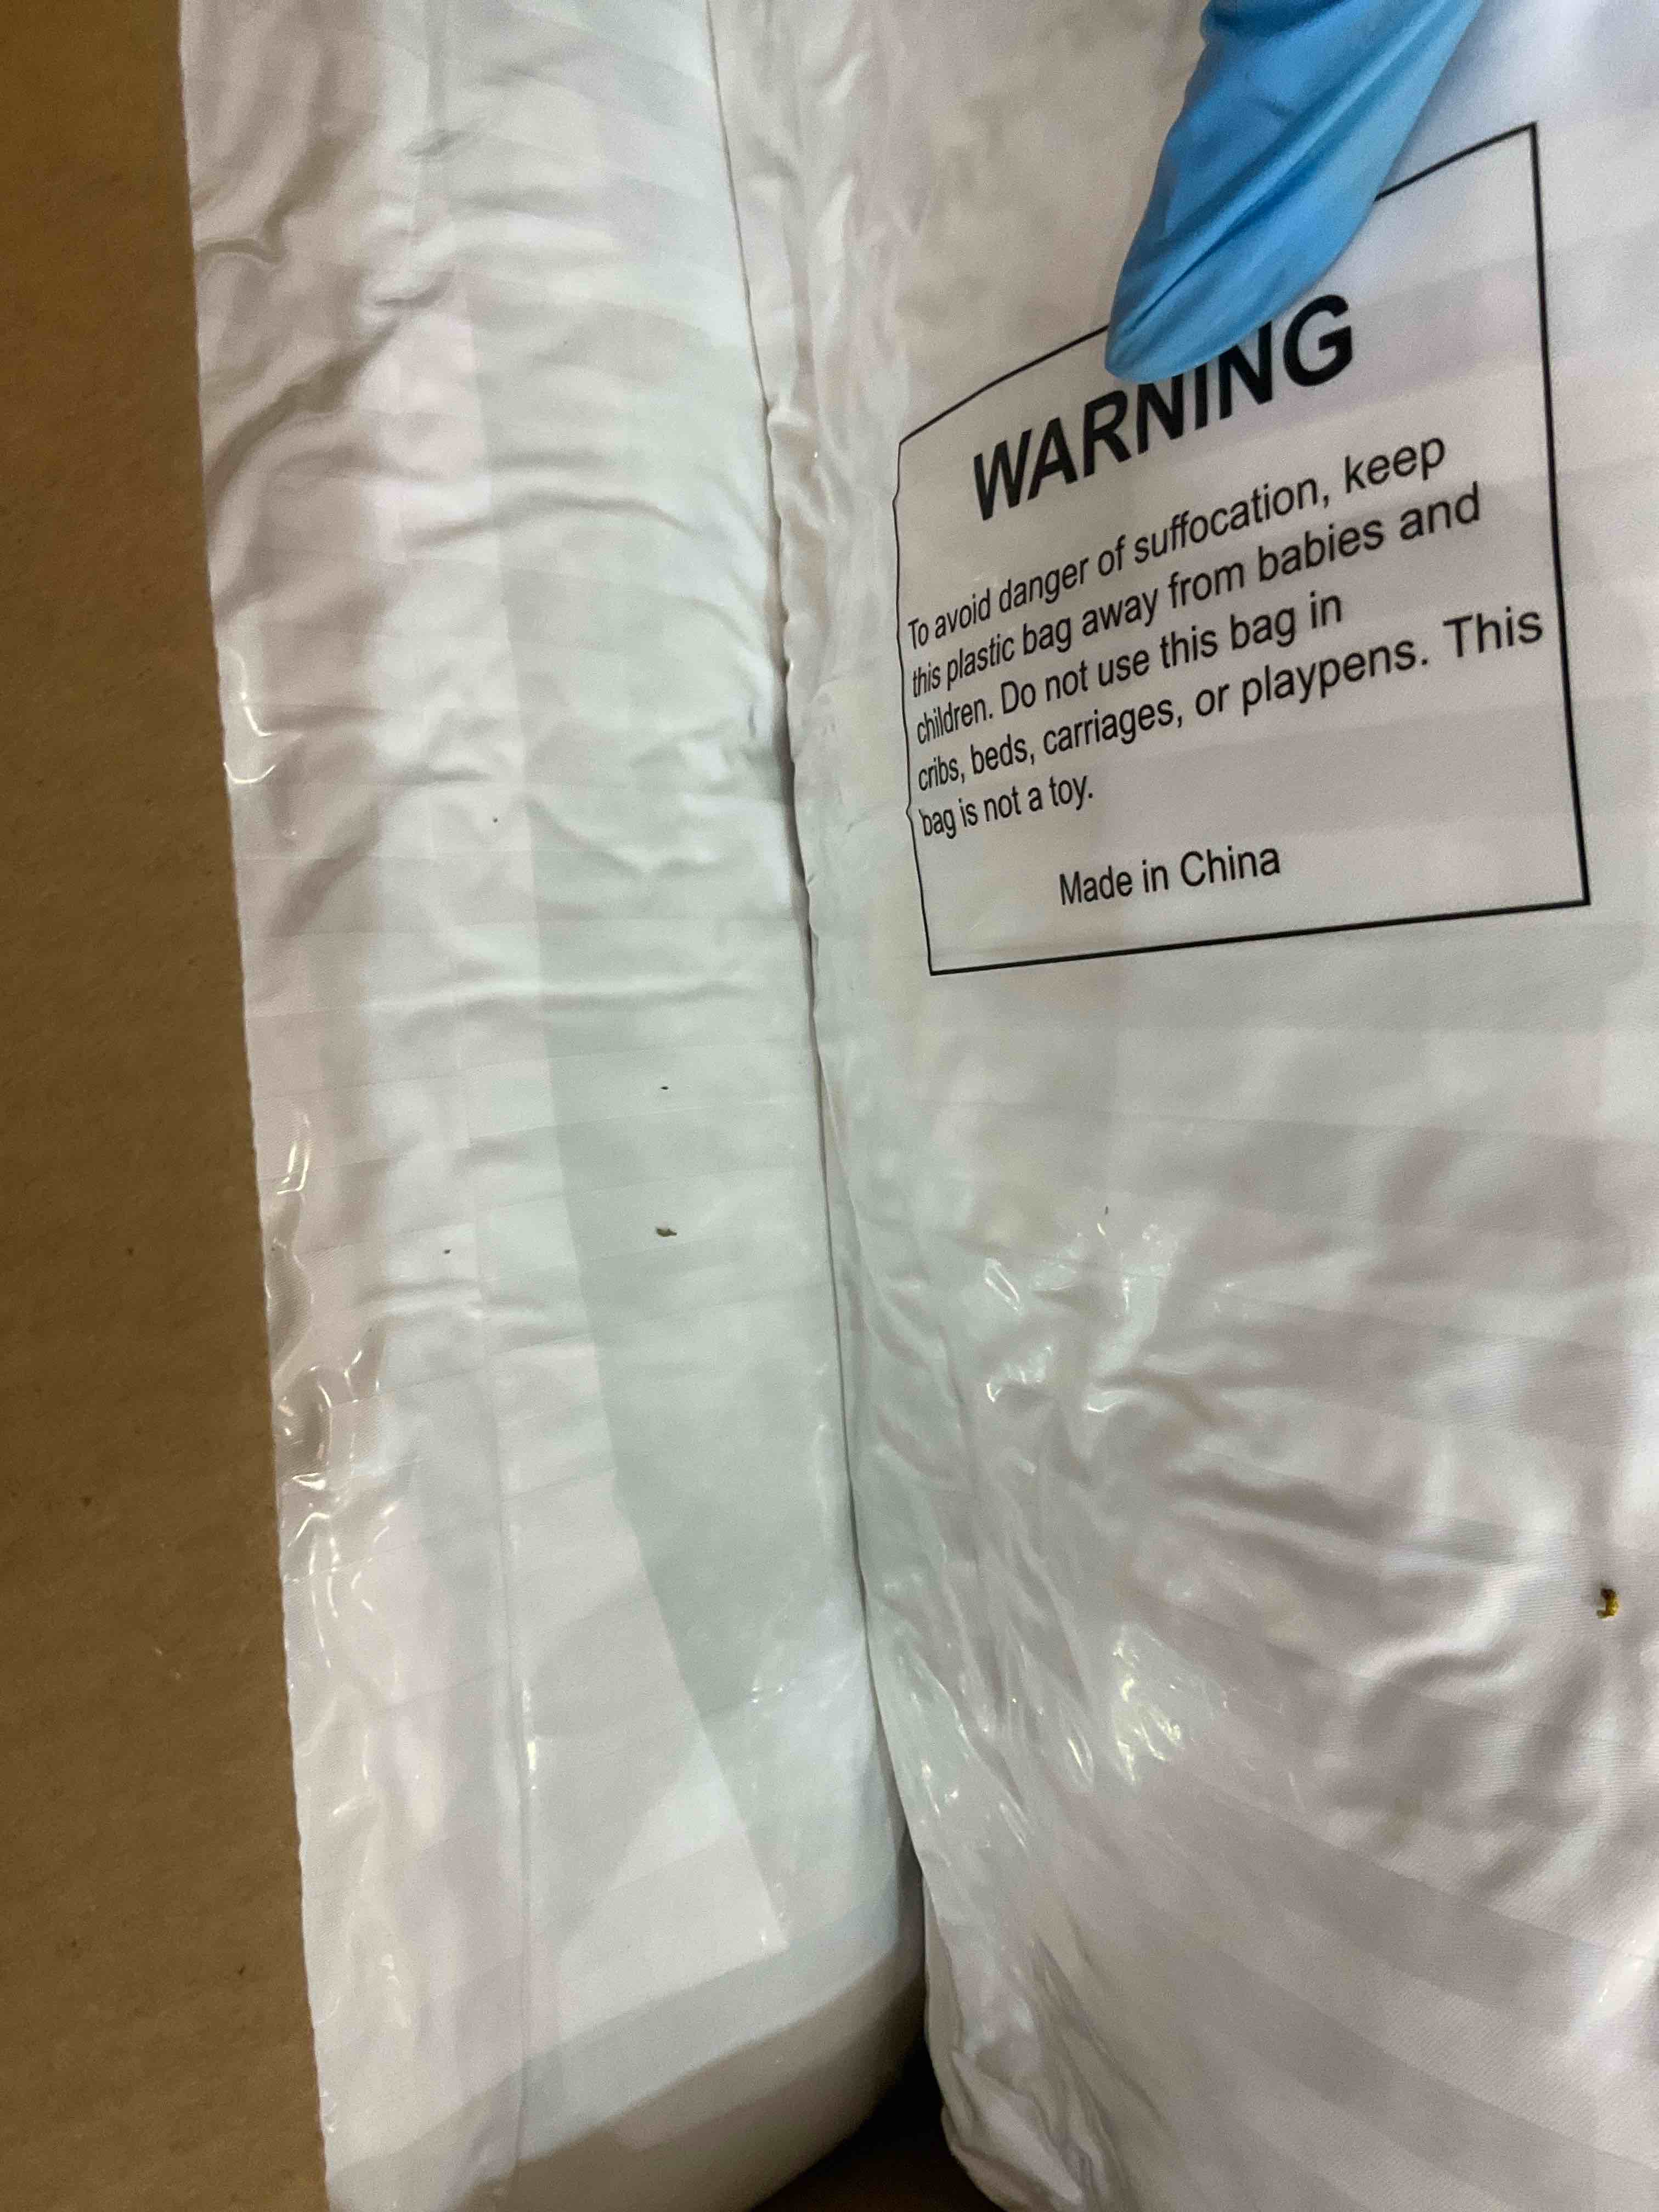 WARNING
To avoid danger of suffocation, keep
this plastic bag away from babies and
children. Do not use this bag in
cribs, beds, carriages, or playpens. This
bag is not a toy.
Made in China